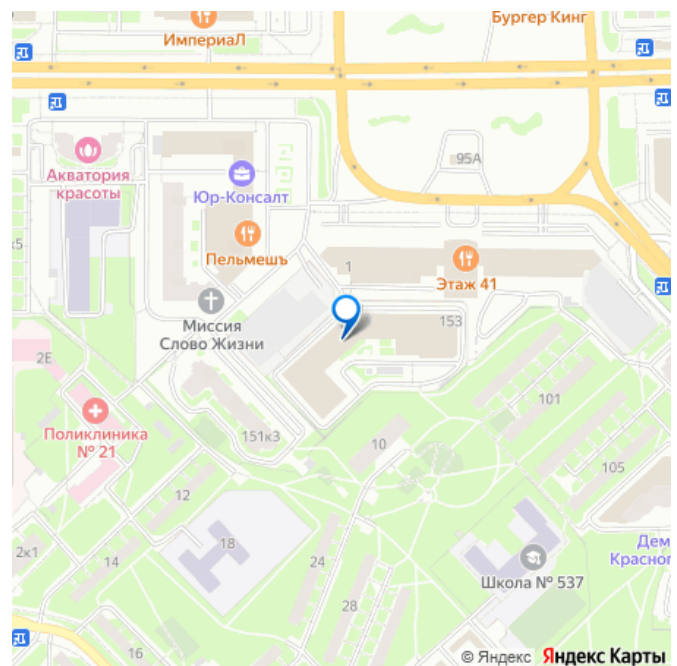 Бургер Кинг
ИмпериаЛ
95А
Акватория
красоты
Юр-Консалт
к5
Пельмешъ
1
Этаж 41
Миссия
Слово Жизни
153
2Е
101
Поликлиника
№ 21
151к3
10
105
12
18
Дем
Красног
2к1
14
24
Школа № 537
28
16
© Яндекс Яндекс Карты